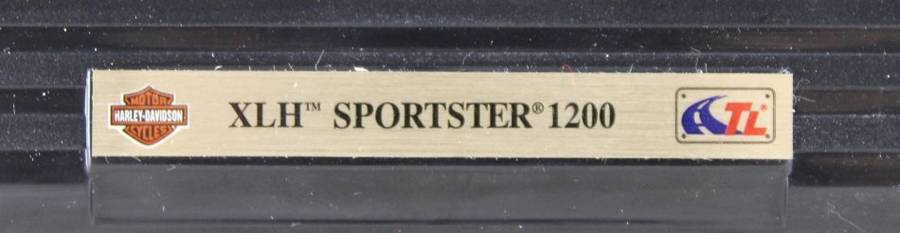 MOTOR
HARLEY-DAVIDSON
CYCLES
XLH™ SPORTSTER® 1200
TL®